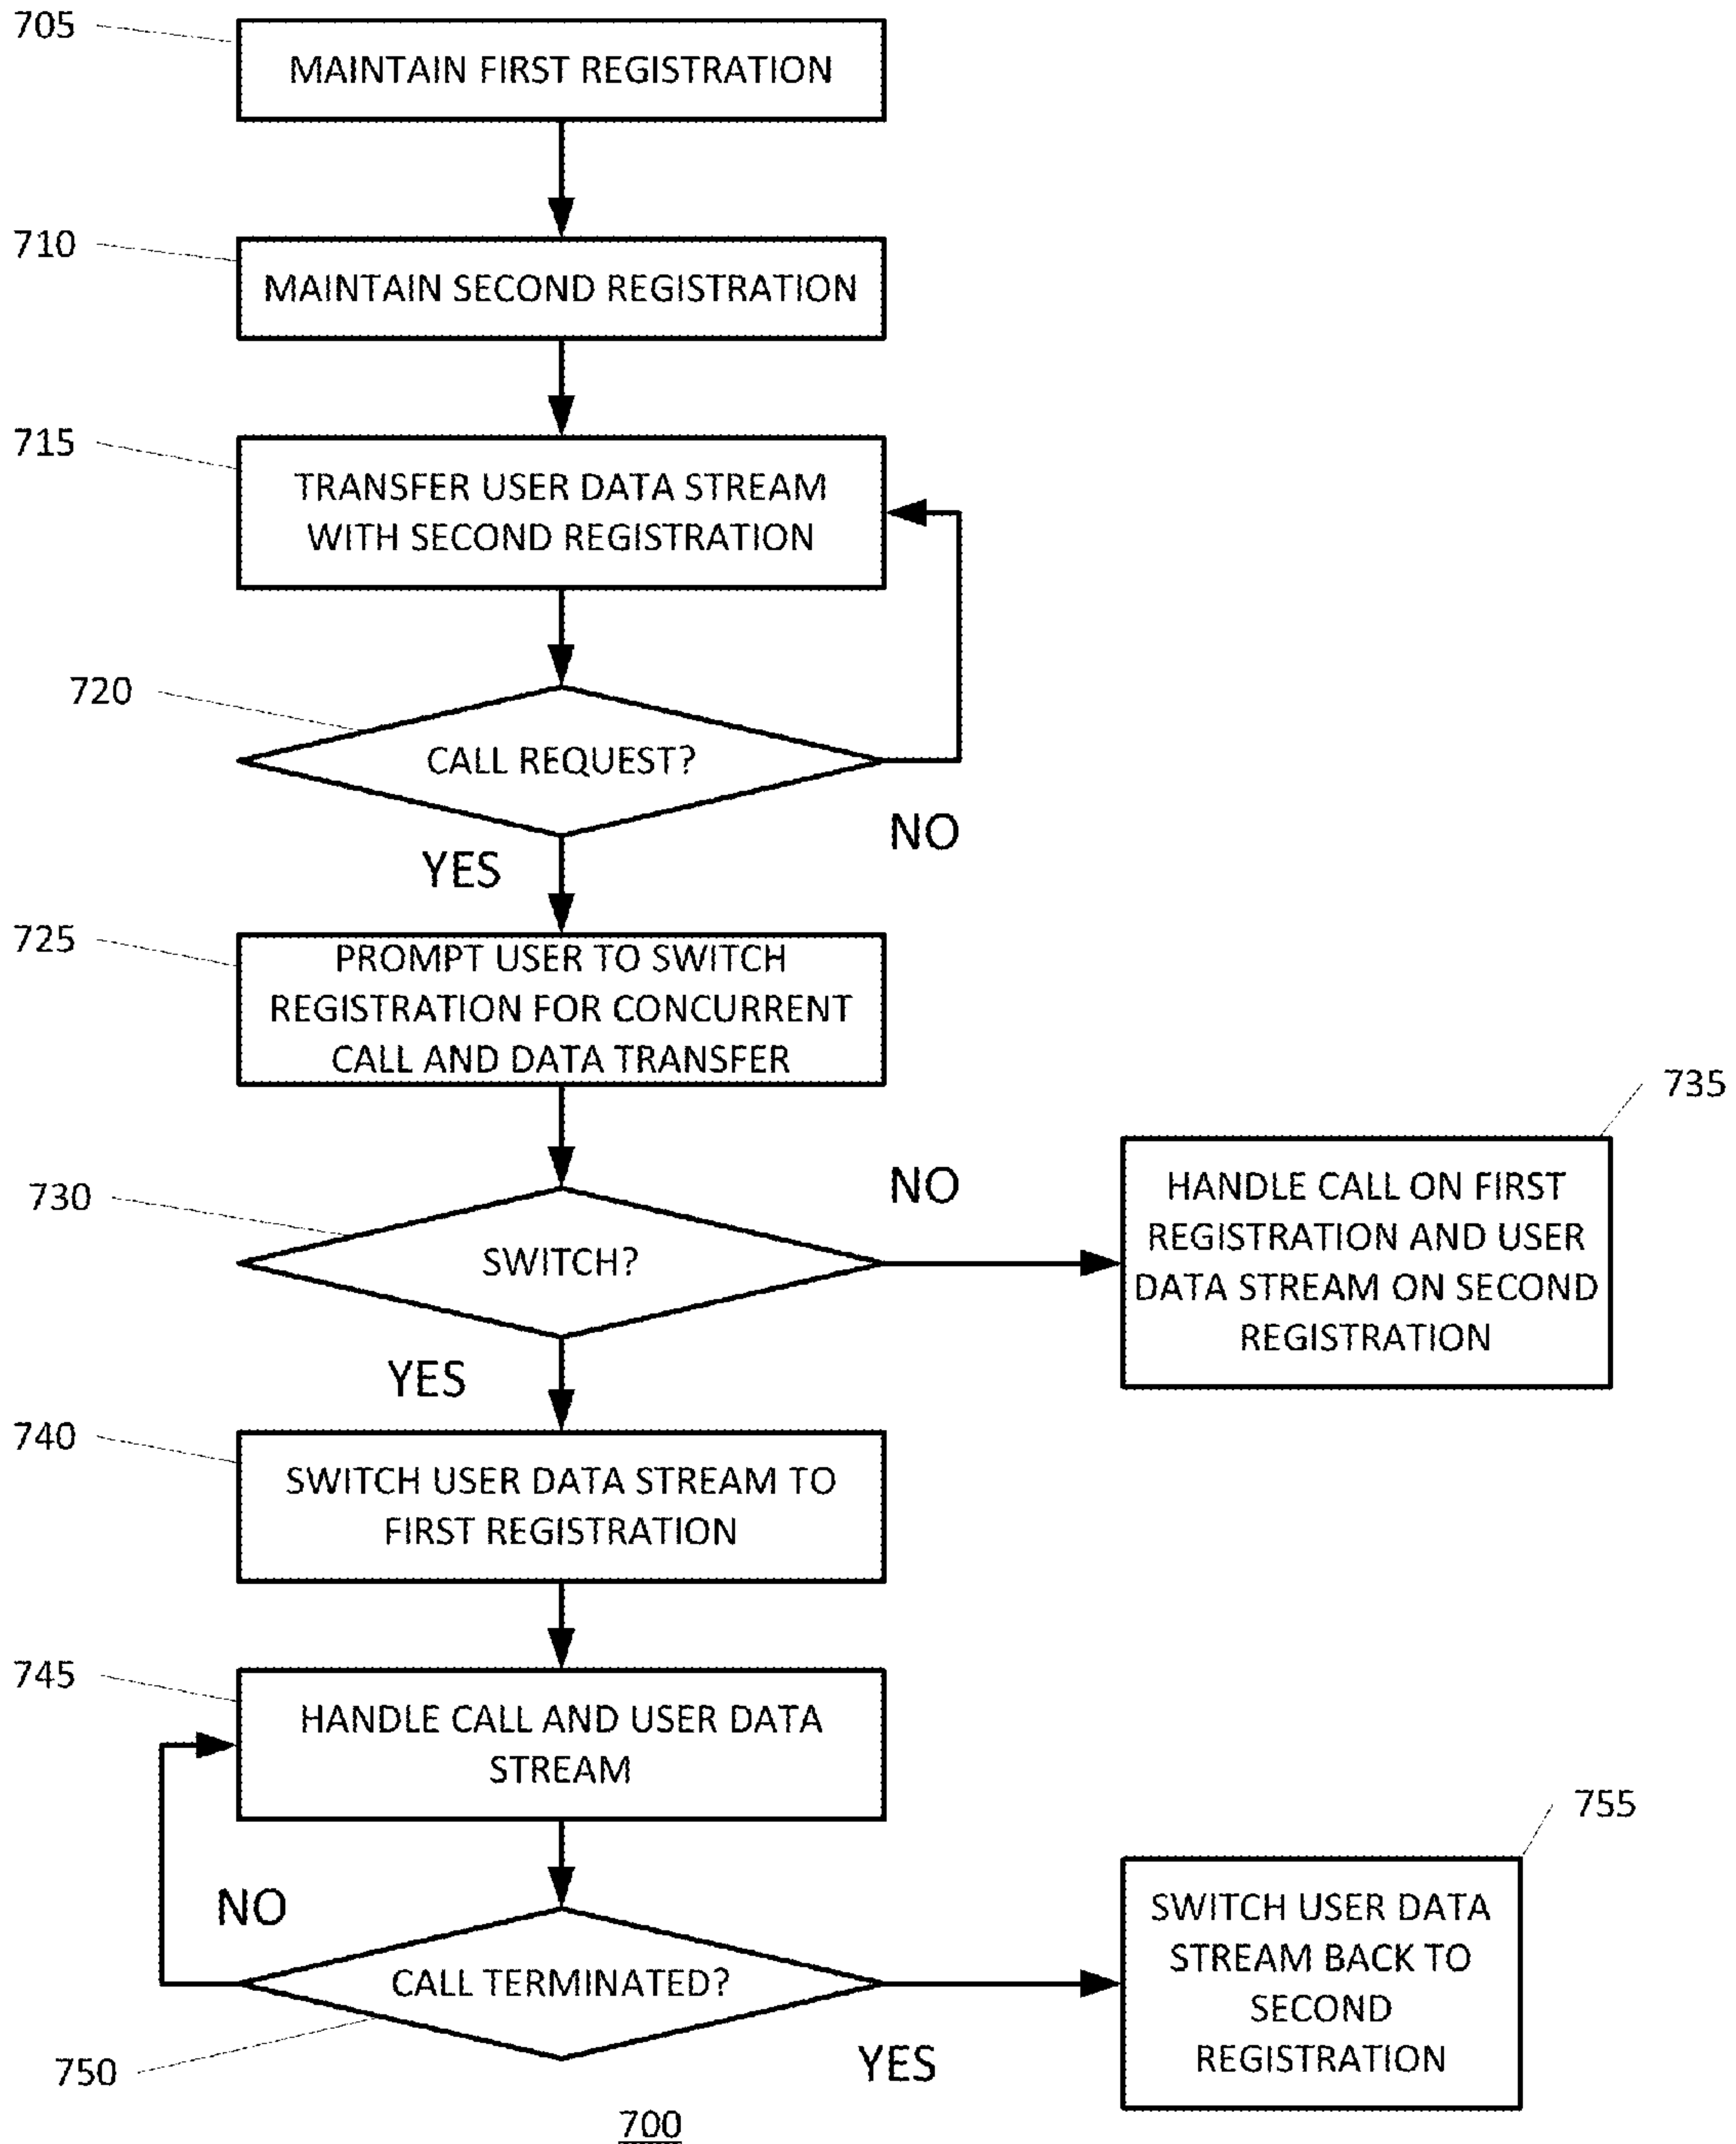 705
MAINTAIN FIRST REGISTRATION
710
MAINTAIN SECOND REGISTRATION
715
TRANSFER USER DATA STREAM
WITH SECOND REGISTRATION
720
CALL REQUEST?
NO
YES
725
PROMPT USER TO SWITCH
REGISTRATION FOR CONCURRENT
CALL AND DATA TRANSFER
730
SWITCH?
NO
735
HANDLE CALL ON FIRST
REGISTRATION AND USER
DATA STREAM ON SECOND
REGISTRATION
YES
740
SWITCH USER DATA STREAM TO
FIRST REGISTRATION
745
HANDLE CALL AND USER DATA
STREAM
NO
750
CALL TERMINATED?
YES
755
SWITCH USER DATA
STREAM BACK TO
SECOND
REGISTRATION
700